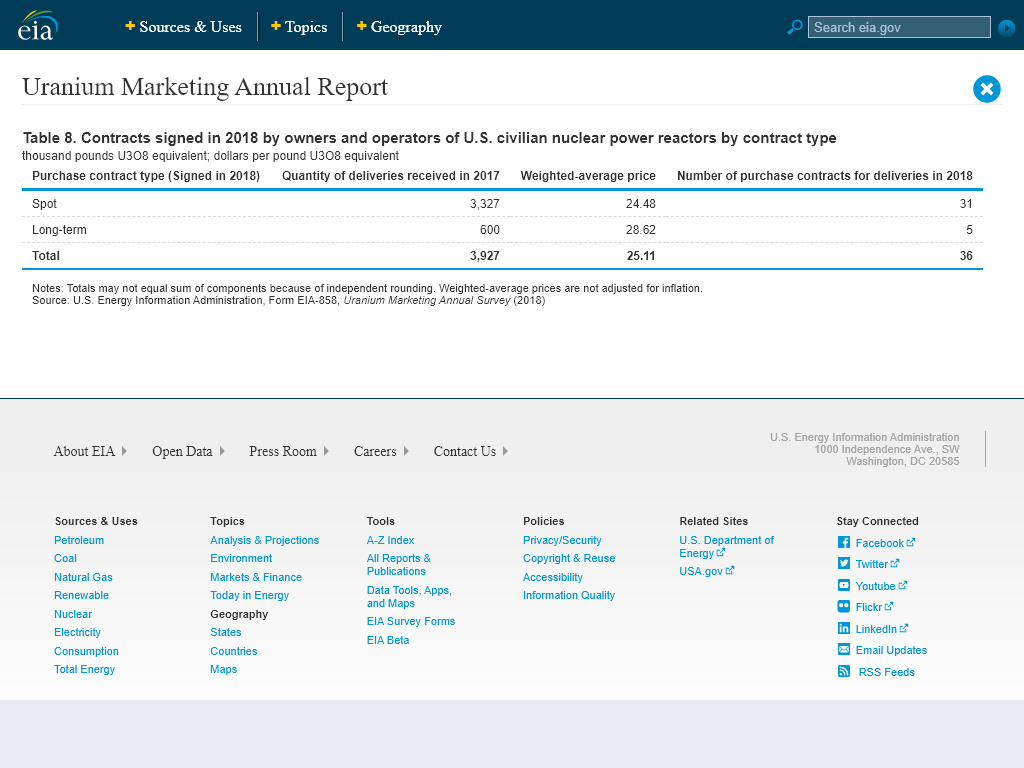 eia
Sources & Uses
Topics
Geography
Search eia.gov
Uranium Marketing Annual Report
Table 8. Contracts signed in 2018 by owners and operators of U.S. civilian nuclear power reactors by contract type
thousand pounds U3O8 equivalent; dollars per pound U3O8 equivalent
Purchase contract type (Signed in 2018) Quantity of deliveries received in 2017 Weighted-average price Number of purchase contracts for deliveries in 2018
Spot 3,327 24.48 31
Long-term 600 28.62 5
Total 3,927 25.11 36
Notes: Totals may not equal sum of components because of independent rounding. Weighted-average prices are not adjusted for inflation.
Source: U.S. Energy Information Administration, Form EIA-858, Uranium Marketing Annual Survey (2018)
About EIA
Open Data
Press Room
Careers
Contact Us
U.S. Energy Information Administration
1000 Independence Ave., SW
Washington, DC 20585
Sources & Uses
Petroleum
Coal
Natural Gas
Renewable
Nuclear
Electricity
Consumption
Total Energy
Topics
Analysis & Projections
Environment
Markets & Finance
Today in Energy
Geography
States
Countries
Maps
Tools
A-Z Index
All Reports &
Publications
Data Tools, Apps,
and Maps
EIA Survey Forms
EIA Beta
Policies
Privacy/Security
Copyright & Reuse
Accessibility
Information Quality
Related Sites
U.S. Department of
Energy
USA.gov
Stay Connected
Facebook
Twitter
Youtube
Flickr
LinkedIn
Email Updates
RSS Feeds